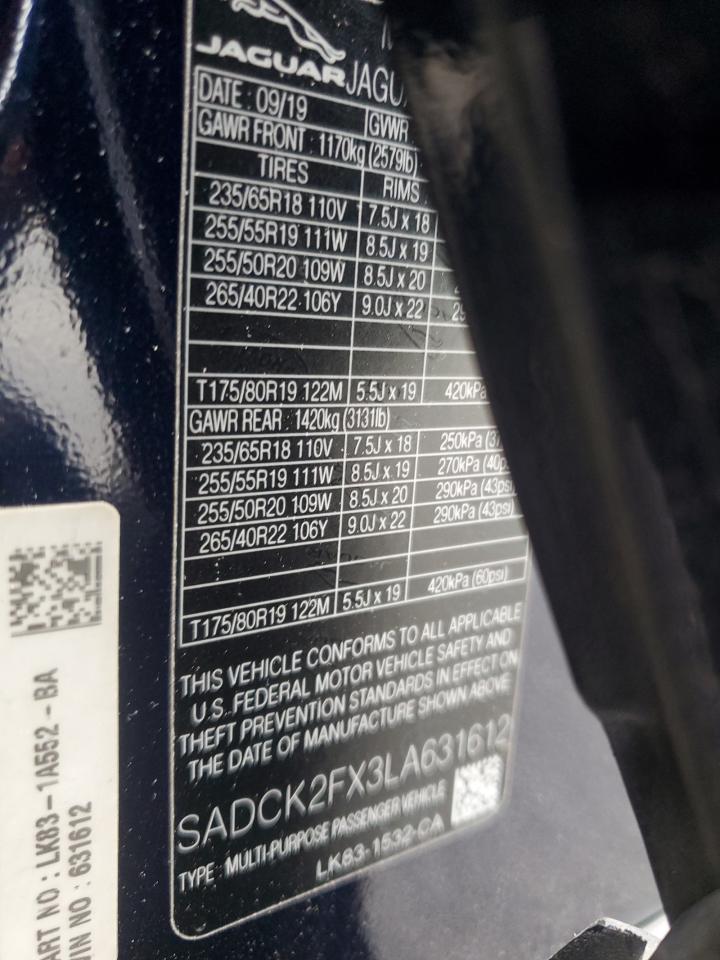 JAGUAR
DATE : 09/19 GVWR
GAWR FRONT : 1170kg (2579lb)
TIRES RIMS
235/65R18 110V 7.5J x 18
255/55R19 111W 8.5J x 19
255/50R20 109W 8.5J x 20
265/40R22 106Y 9.0J x 22
T175/80R19 122M 5.5J x 19 420kPa
GAWR REAR : 1420kg (3131lb)
235/65R18 110V 7.5J x 18 250kPa
255/55R19 111W 8.5J x 19 270kPa (40psi
255/50R20 109W 8.5J x 20 290kPa (43psi)
265/40R22 106Y 9.0J x 22 290kPa (43psi)
T175/80R19 122M 5.5J x 19 420kPa (60psi)
THIS VEHICLE CONFORMS TO ALL APPLICABLE
U.S. FEDERAL MOTOR VEHICLE SAFETY AND
THEFT PREVENTION STANDARDS IN EFFECT ON
THE DATE OF MANUFACTURE SHOWN ABOVE
SADCK2FX3LA631612
TYPE : MULTI-PURPOSE PASSENGER VEHICLE
LK83-1532-CA
PART NO : LK83-1A552-BA
VIN NO : 631612